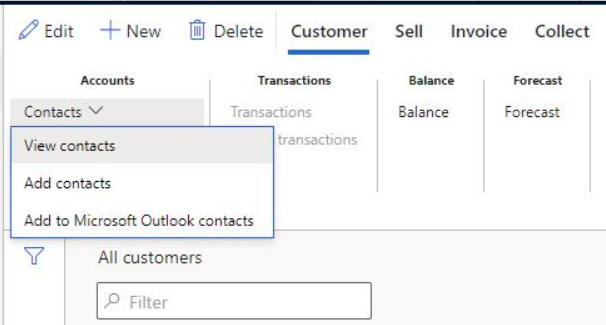 Edit New Delete Customer Sell Invoice Collect
Accounts Transactions Balance Forecast
Contacts Transactions Balance Forecast
View contacts transactions
Add contacts
Add to Microsoft Outlook contacts
All customers
Filter